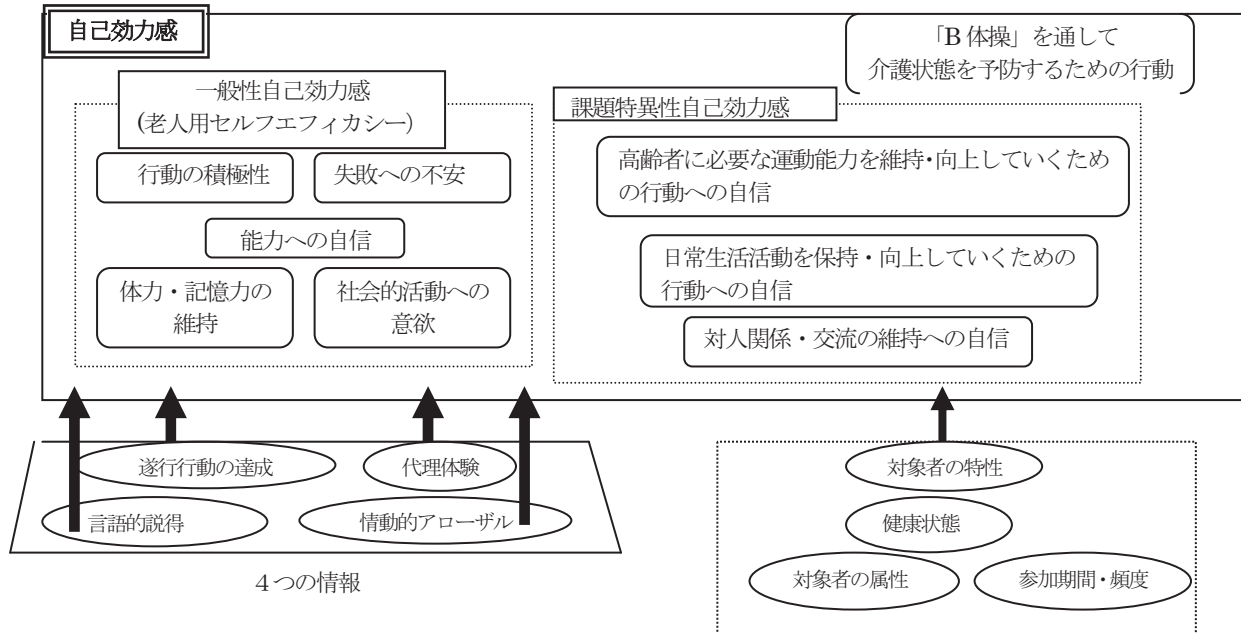 自己効力感
「B 体操」を通して
介護状態を予防するための行動
一般性自己効力感
(老人用セルフエフィカシー)
課題特異性自己効力感
行動の積極性
失敗への不安
能力への自信
体力・記憶力の
維持
社会的活動への
意欲
高齢者に必要な運動能力を維持・向上していくため
の行動への自信
日常生活活動を保持・向上していくための
行動への自信
対人関係・交流の維持への自信
遂行行動の達成
代理体験
言語的説得
情動的アローザル
4つの情報
対象者の特性
健康状態
対象者の属性
参加期間・頻度